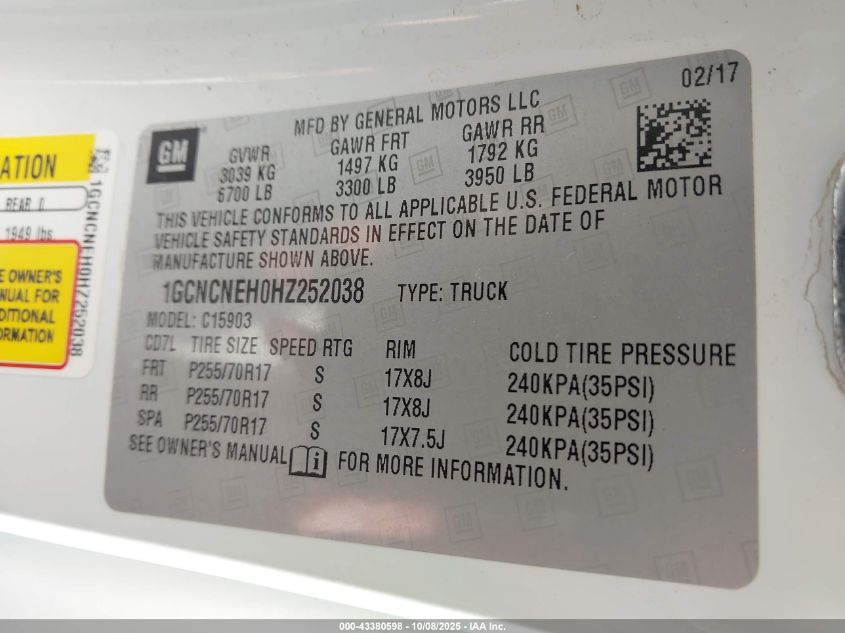 02/17
MFD BY GENERAL MOTORS LLC
GM
GVWR GAWR FRT GAWR RR
3039 KG 1497 KG 1792 KG
6700 LB 3300 LB 3950 LB
THIS VEHICLE CONFORMS TO ALL APPLICABLE U.S. FEDERAL MOTOR
VEHICLE SAFETY STANDARDS IN EFFECT ON THE DATE OF
MANUFACTURE SHOWN ABOVE.
1GCNCNEH0HZ252038 TYPE: TRUCK
MODEL: C15903
CD7L TIRE SIZE SPEED RTG RIM COLD TIRE PRESSURE
FRT P255/70R17 S 17X8J 240KPA(35PSI)
RR P255/70R17 S 17X8J 240KPA(35PSI)
SPA P255/70R17 S 17X7.5J 240KPA(35PSI)
SEE OWNER'S MANUAL i FOR MORE INFORMATION.
ATION
REAR 0
1949 lbs
E OWNER'S
NUAL FOR
DITIONAL
ORMATION
1GCNCNEH0HZ252038
000-43380598 - 10/08/2025 - IAA Inc.